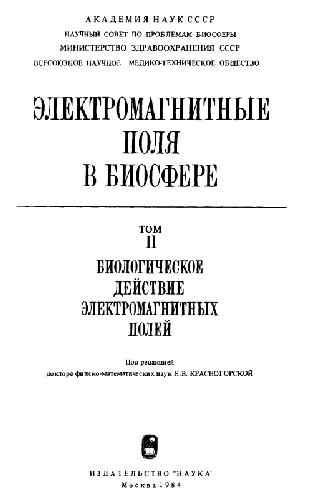 АКАДЕМИЯ НАУК СССР
НАУЧНЫЙ СОВЕТ ПО ПРОБЛЕМАМ БИОСФЕРЫ
МИНИСТЕРСТВО ЗДРАВООХРАНЕНИЯ СССР
ВСЕСОЮЗНОЕ НАУЧНОЕ МЕДИКО-ТЕХНИЧЕСКОЕ ОБЩЕСТВО
ЭЛЕКТРОМАГНИТНЫЕ
ПОЛЯ
В БИОСФЕРЕ
ТОМ
II
БИОЛОГИЧЕСКОЕ
ДЕЙСТВИЕ
ЭЛЕКТРОМАГНИТНЫХ
ПОЛЕЙ
Под редакцией
доктора физико-математических наук Н.В. КРАСНОГОРСКОЙ
ИЗДАТЕЛЬСТВО "НАУКА"
Москва 1984